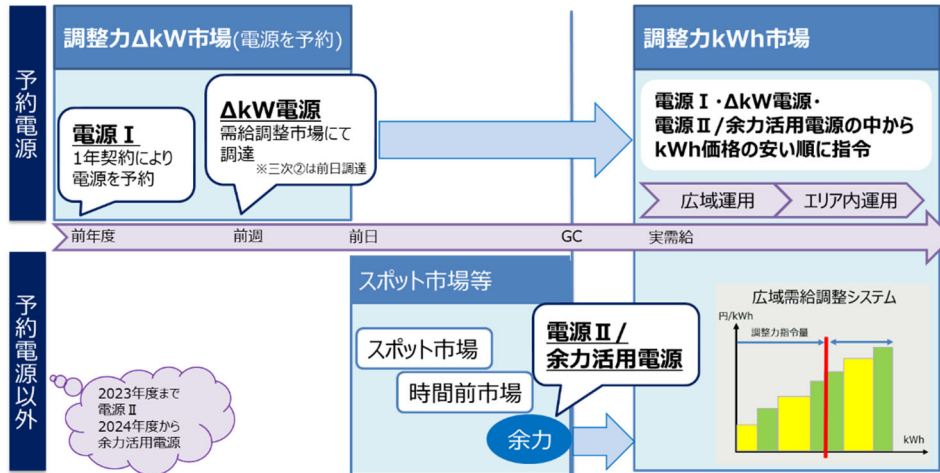 予約電源
調整力ΔkW市場(電源を予約)
電源Ⅰ
1年契約により
電源を予約
ΔkW電源
需給調整市場にて
調達
※三次②は前日調達
調整力kWh市場
電源Ⅰ・ΔkW電源・
電源Ⅱ/余力活用電源の中から
kWh価格の安い順に指令
広域運用
エリア内運用
前年度
前週
前日
GC
実需給
予約電源以外
2023年度まで
電源Ⅱ
2024年度から
余力活用電源
スポット市場等
スポット市場
時間前市場
余力
電源Ⅱ/
余力活用電源
広域需給調整システム
円/kWh
調整力指令量
kWh